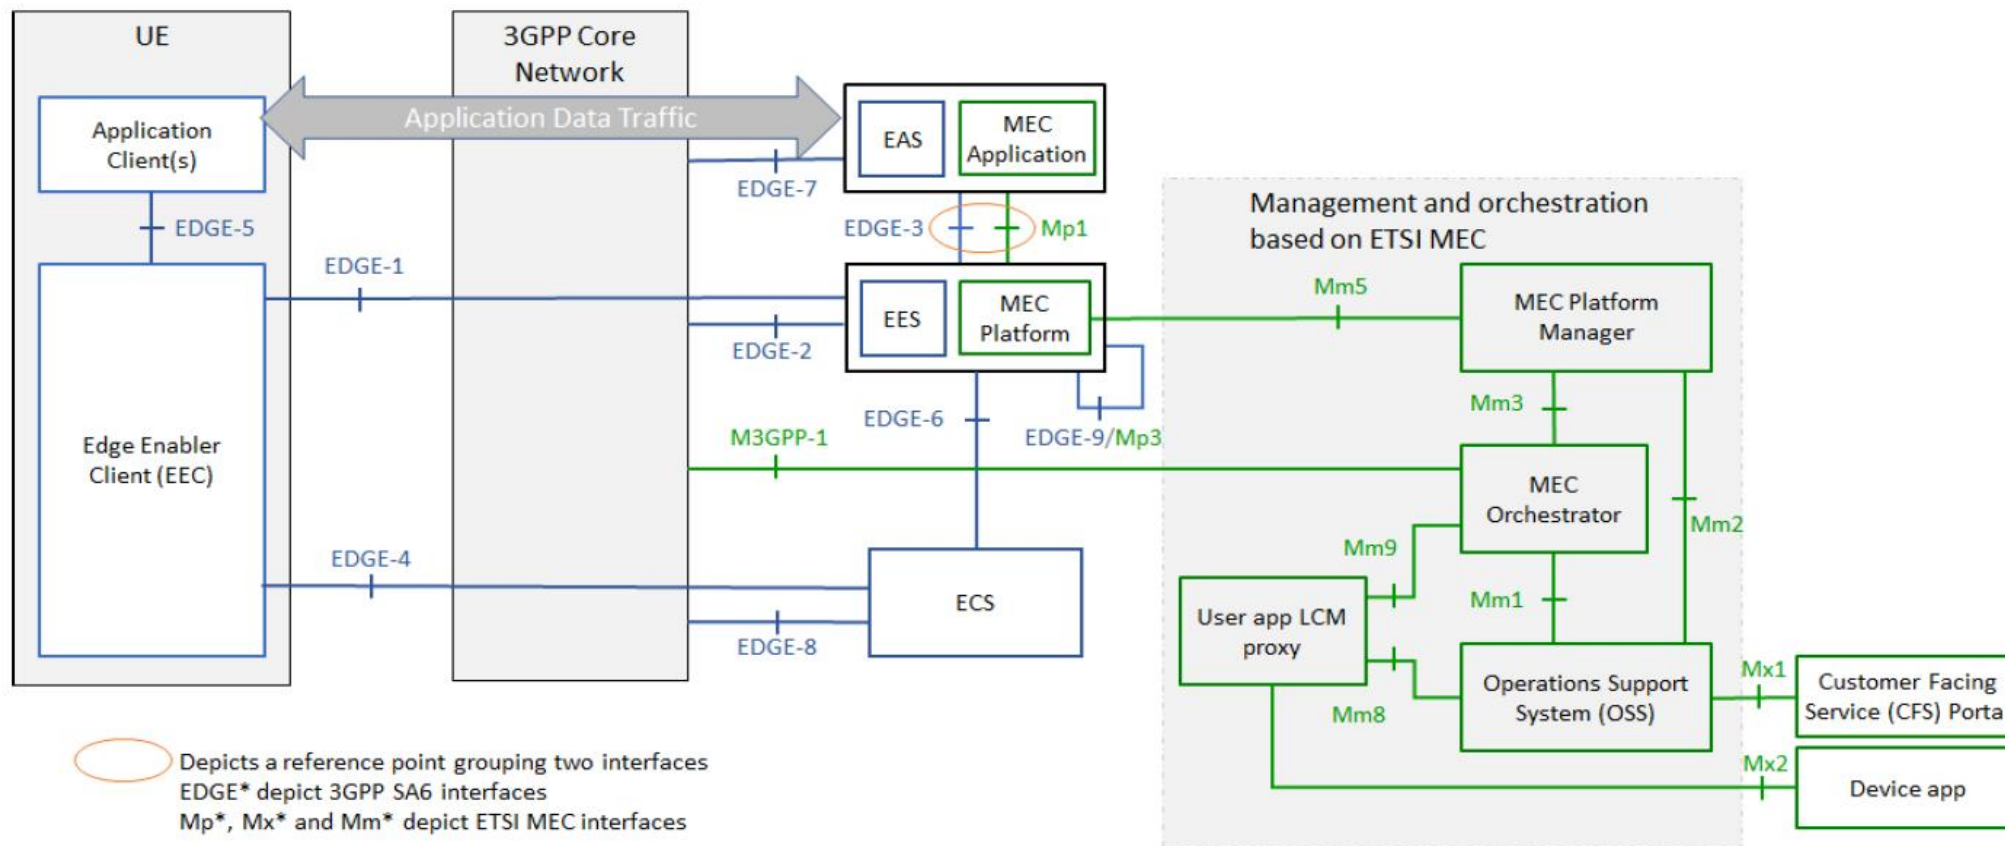 UE
3GPP Core
Network
Application Data Traffic
Application
Client(s)
EAS
MEC
Application
EDGE-7
EDGE-5
EDGE-3
Mp1
Management and orchestration
based on ETSI MEC
EDGE-1
Mm5
EES
MEC
Platform
MEC Platform
Manager
EDGE-2
EDGE-6
Mm3
M3GPP-1
EDGE-9/Mp3
Edge Enabler
Client (EEC)
MEC
Orchestrator
Mm2
Mm9
EDGE-4
ECS
Mm1
User app LCM
proxy
EDGE-8
Operations Support
System (OSS)
Mm8
Mx1
Customer Facing
Service (CFS) Porta
Mx2
Device app
Depicts a reference point grouping two interfaces
EDGE* depict 3GPP SA6 interfaces
Mp*, Mx* and Mm* depict ETSI MEC interfaces